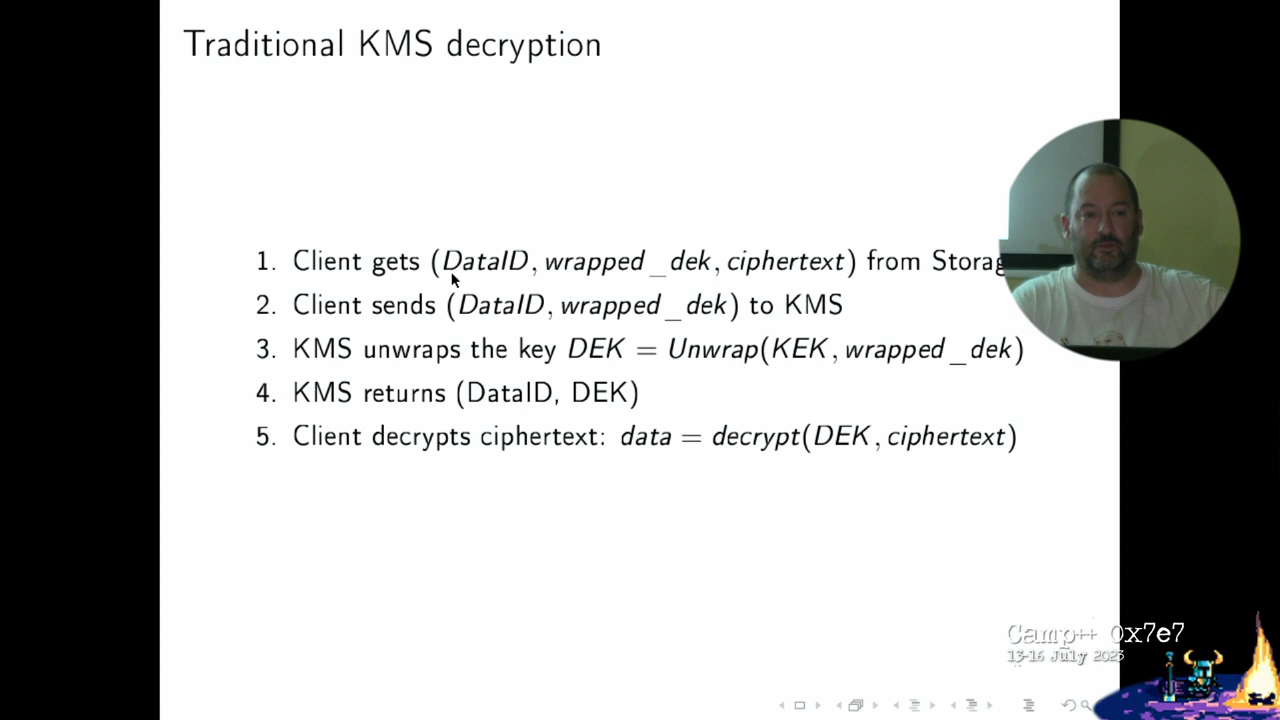 Traditional KMS decryption
1. Client gets (DataID, wrapped_dek, ciphertext) from Storag
2. Client sends (DataID, wrapped_dek) to KMS
3. KMS unwraps the key DEK = Unwrap(KEK, wrapped_dek)
4. KMS returns (DataID, DEK)
5. Client decrypts ciphertext: data = decrypt(DEK, ciphertext)
Camp++ 0x7e7
13-16 July 2023